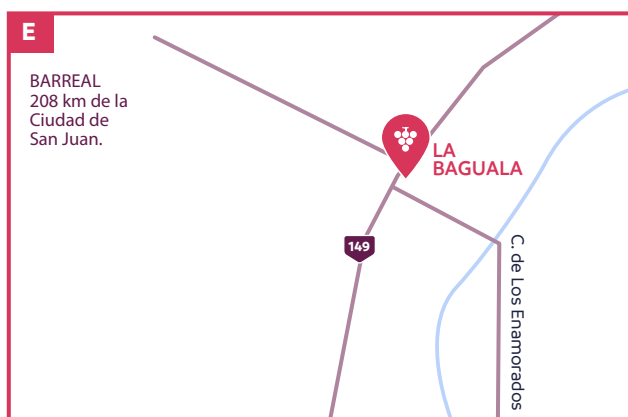 E
BARREAL
208 km de la
Ciudad de
San Juan.
LA
BAGUALA
149
C. de Los Enamorados